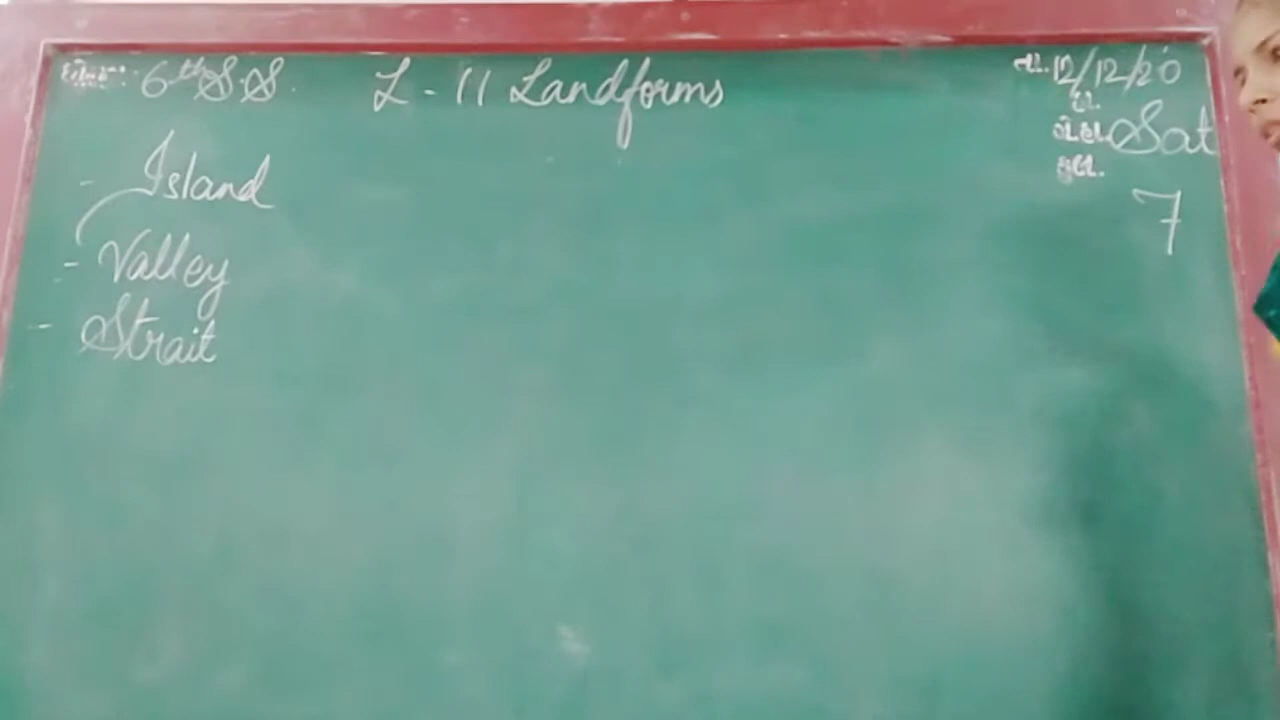 6th S.S. L - 11 Landforms તા. 12/12/20
વાર Sat
7
- Island
- Valley
- Strait